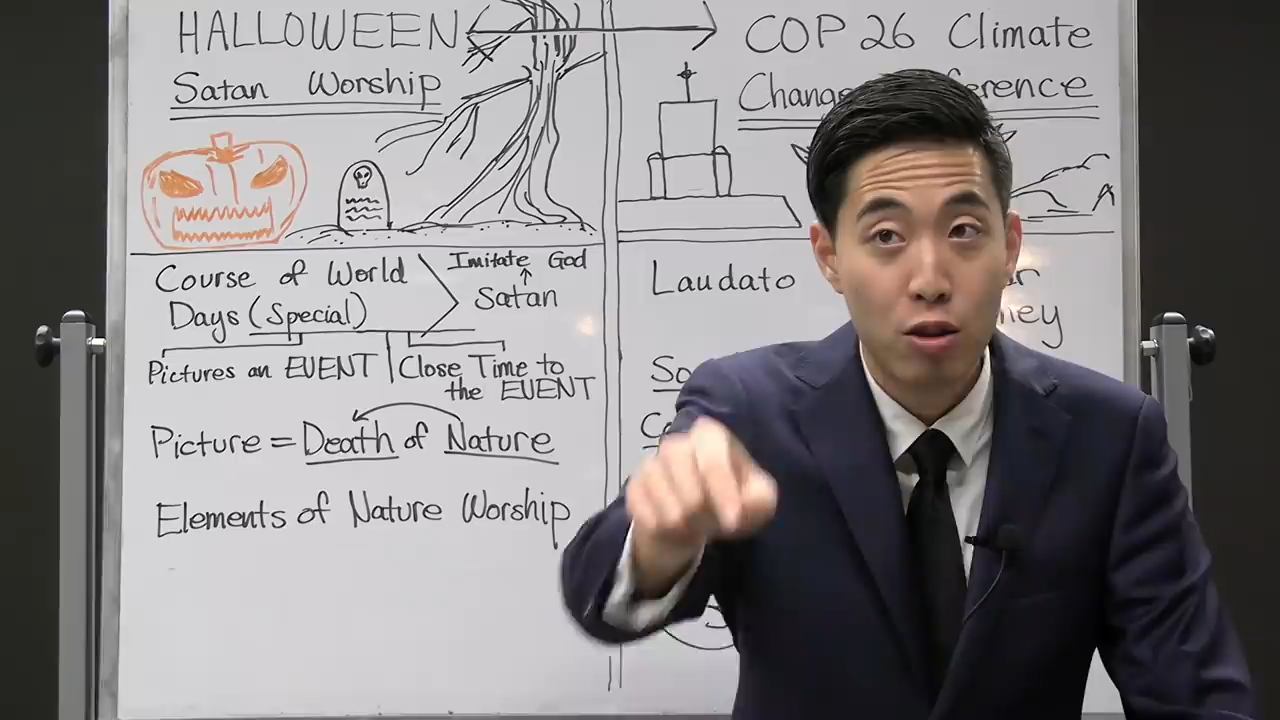 HALLOWEEN
Satan Worship
Course of World
Days (Special)
Imitate God
Satan
Pictures an EVENT
Close Time to
the EVENT
Picture = Death of Nature
Elements of Nature Worship
COP 26 Climate
Laudato